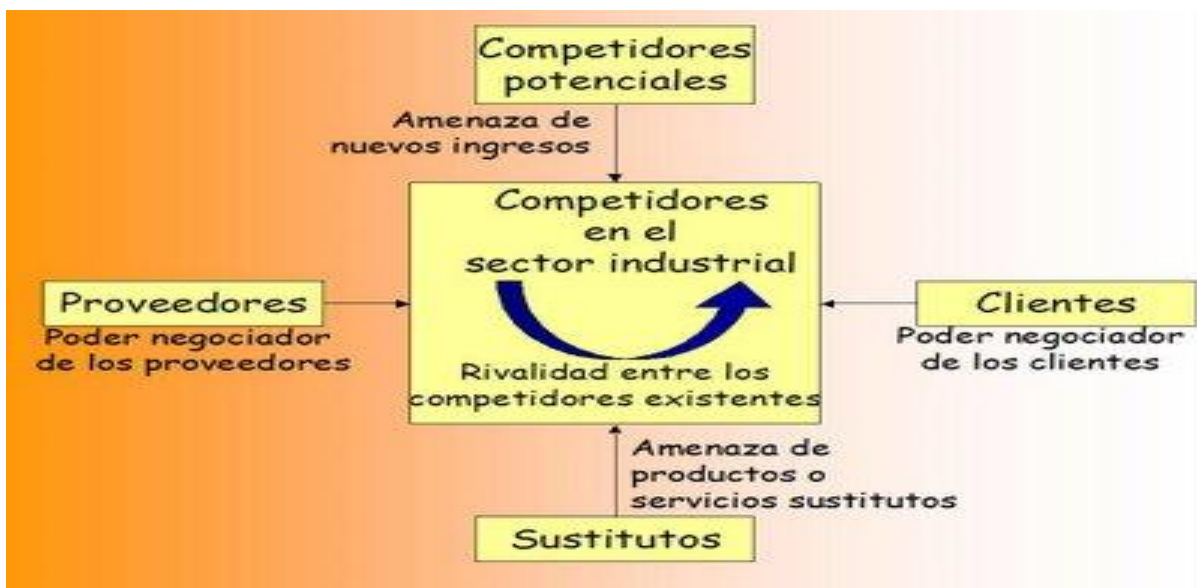 Competidores
potenciales
Amenaza de
nuevos ingresos
Competidores
en el
sector industrial
Proveedores
Poder negociador
de los proveedores
Clientes
Poder negociador
de los clientes
Rivalidad entre los
competidores existentes
Amenaza de
productos o
servicios sustitutos
Sustitutos